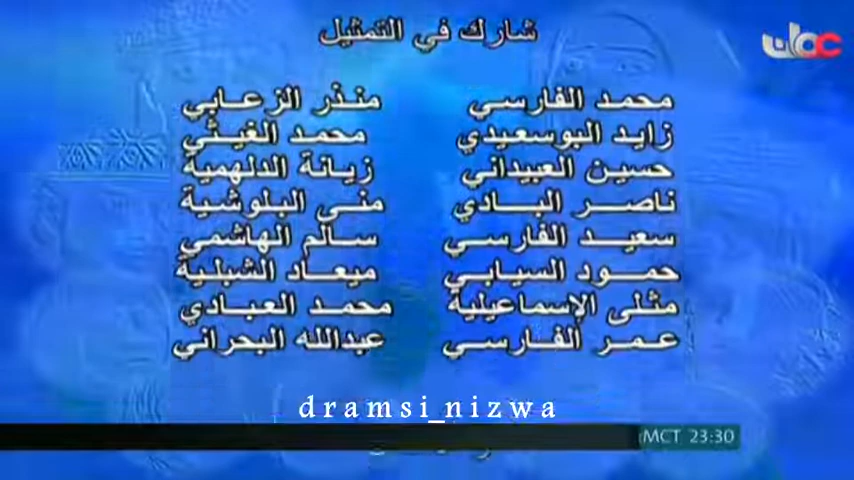 شارك في التمثيل
عمان
محمد الفارسي
منذر الزعابي
زايد البوسعيدي
محمد الغيثي
حسين العبيداني
زيانة الدلهمية
ناصر البادي
منى البلوشية
سعيد الفارسي
سالم الهاشمي
حمود السيابي
ميعاد الشبلية
مثلى الإسماعيلية
محمد العبادي
عمر الفارسي
عبدالله البحراني
dramsi_nizwa
MCT 23:30